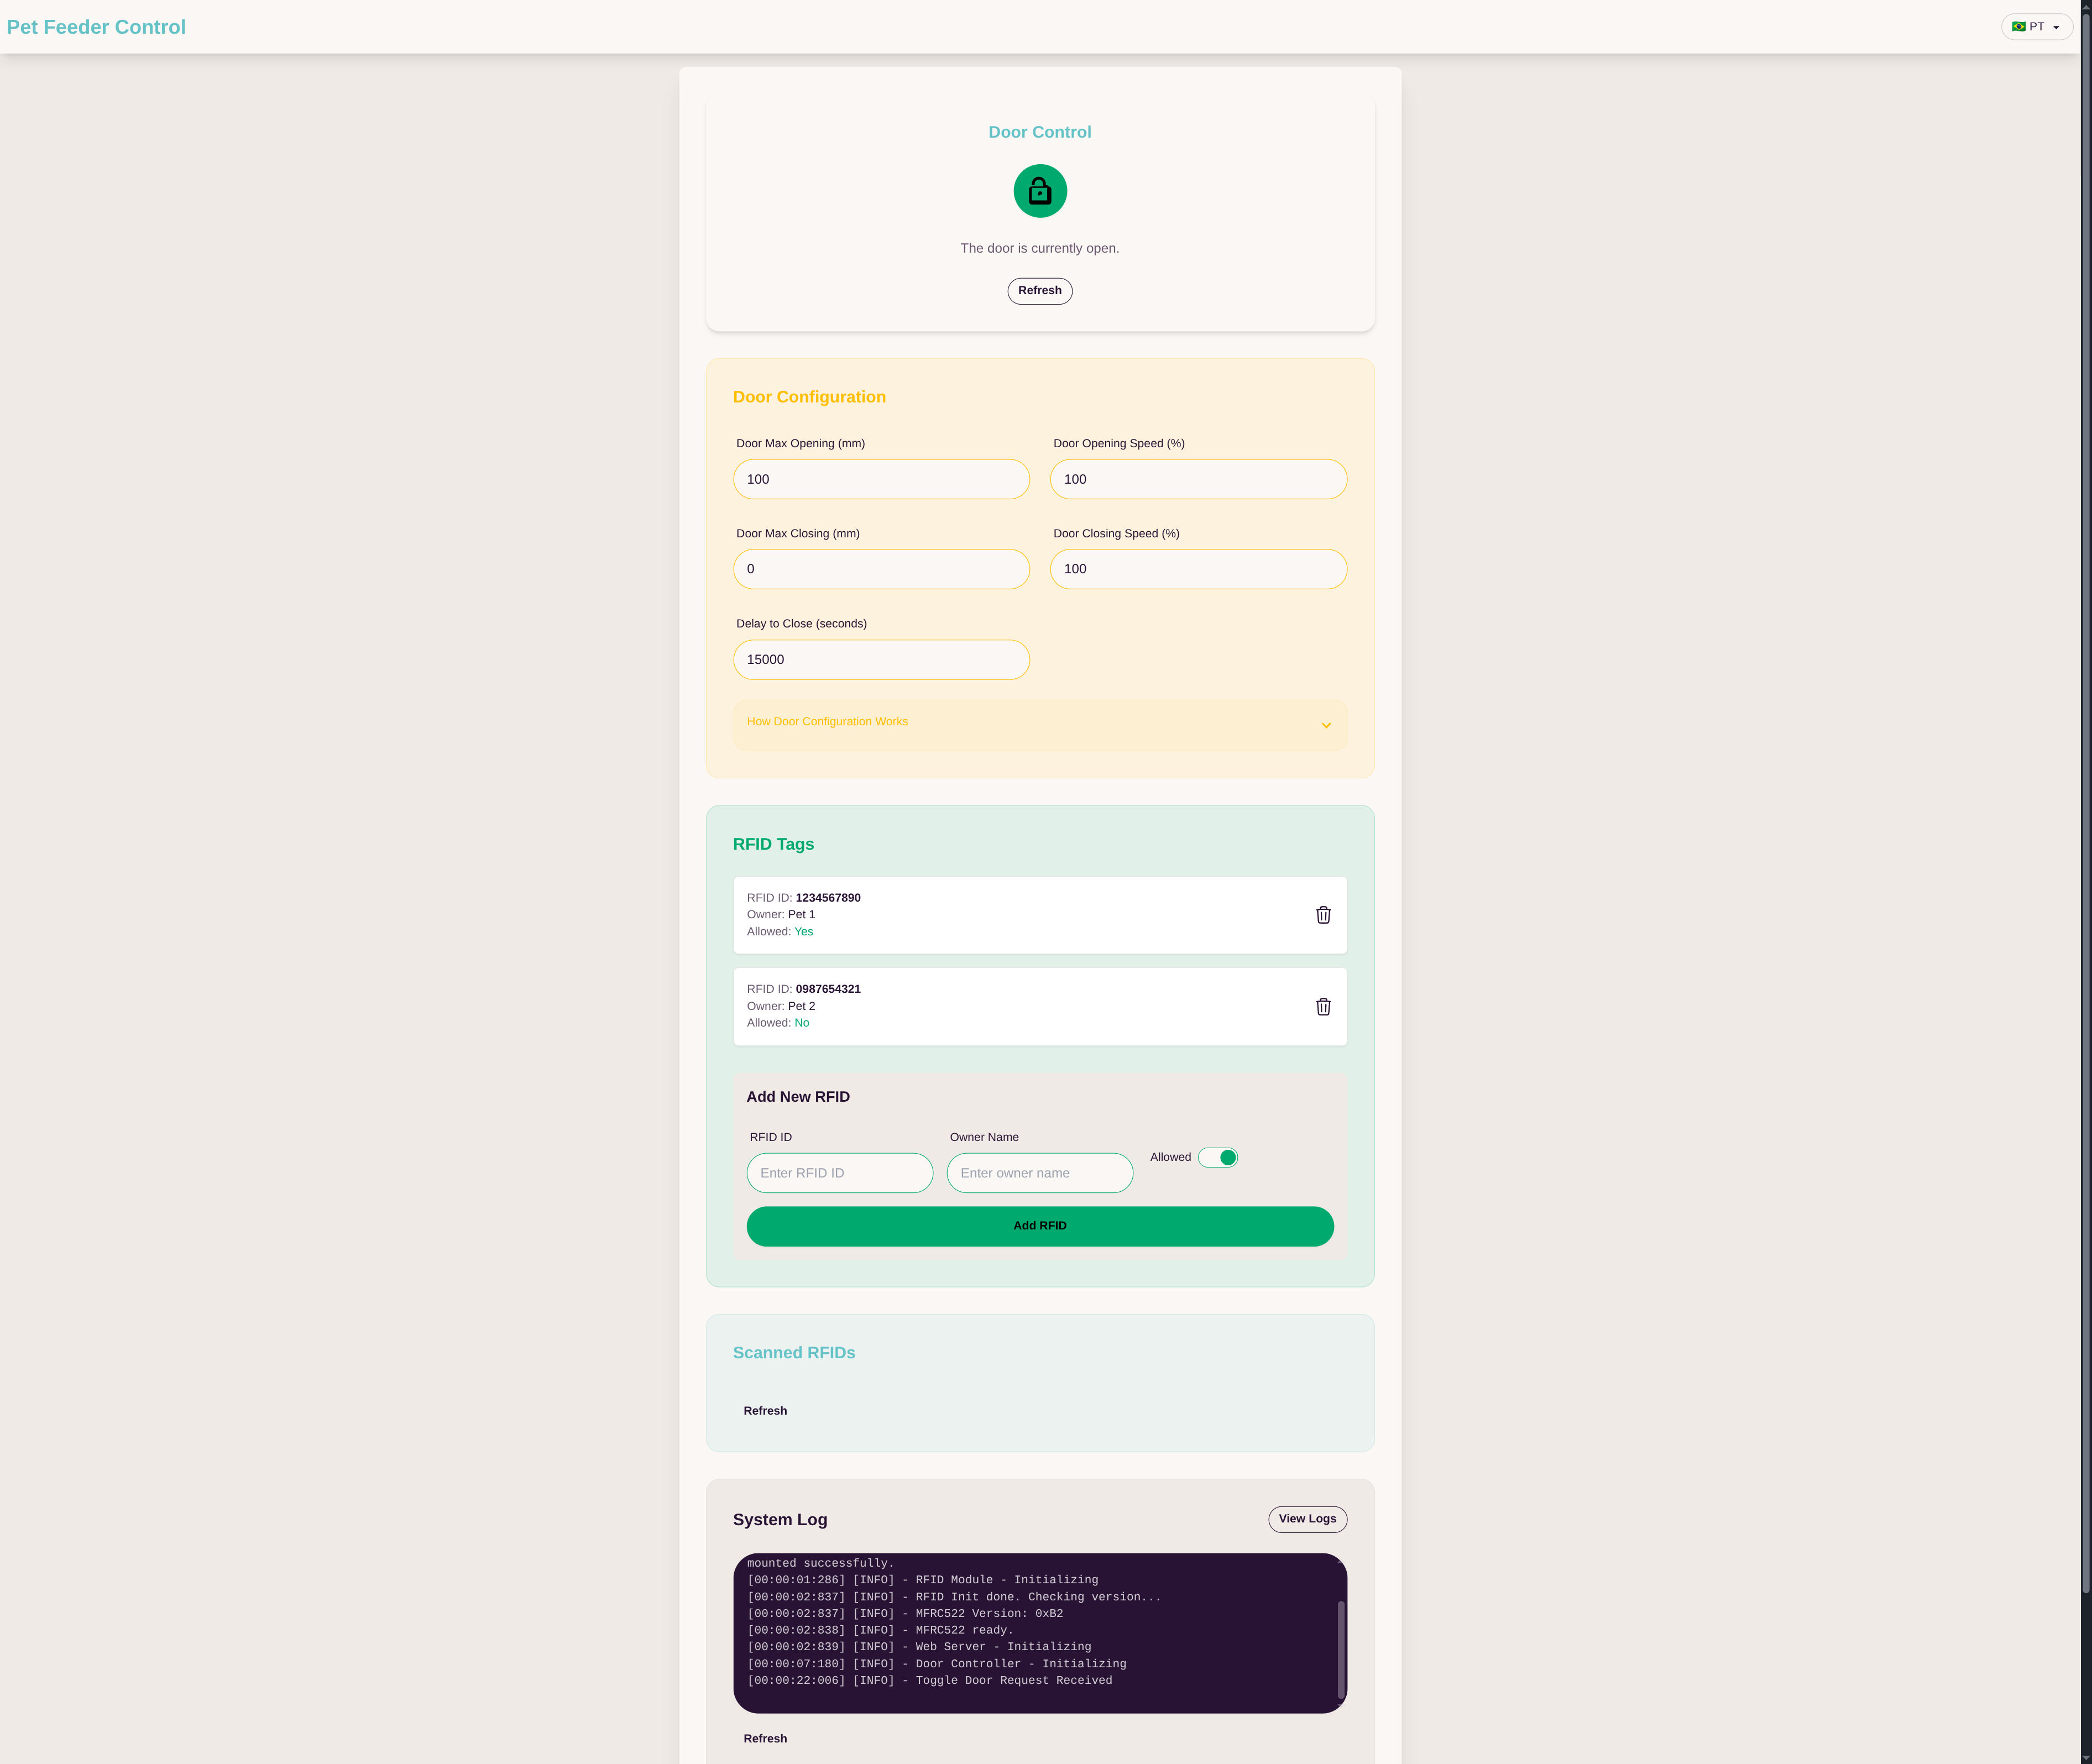 Pet Feeder Control
🇧🇷 PT
Door Control
The door is currently open.
Refresh
Door Configuration
Door Max Opening (mm)
Door Opening Speed (%)
100
100
Door Max Closing (mm)
Door Closing Speed (%)
0
100
Delay to Close (seconds)
15000
How Door Configuration Works
RFID Tags
RFID ID: 1234567890
Owner: Pet 1
Allowed: Yes
RFID ID: 0987654321
Owner: Pet 2
Allowed: No
Add New RFID
RFID ID
Owner Name
Allowed
Enter RFID ID
Enter owner name
Add RFID
Scanned RFIDs
Refresh
System Log
View Logs
mounted successfully.
[00:00:01:286] [INFO] - RFID Module - Initializing
[00:00:02:837] [INFO] - RFID Init done. Checking version...
[00:00:02:837] [INFO] - MFRC522 Version: 0xB2
[00:00:02:838] [INFO] - MFRC522 ready.
[00:00:02:839] [INFO] - Web Server - Initializing
[00:00:07:180] [INFO] - Door Controller - Initializing
[00:00:22:006] [INFO] - Toggle Door Request Received
Refresh